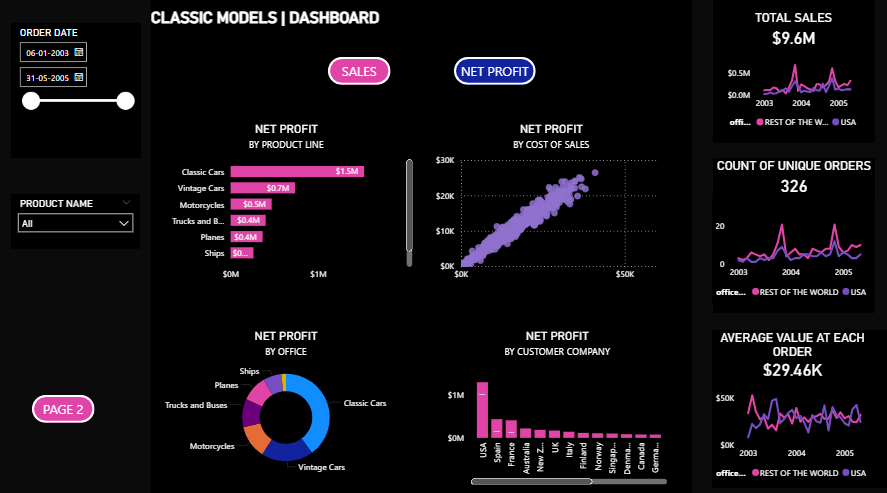 CLASSIC MODELS | DASHBOARD
ORDER DATE
06-01-2003
31-05-2005
PRODUCT NAME
All
PAGE 2
SALES
NET PROFIT
NET PROFIT
BY PRODUCT LINE
Classic Cars $1.5M
Vintage Cars $0.7M
Motorcycles $0.5M
Trucks and B... $0.4M
Planes $0.4M
Ships $0...
$0M $1M
NET PROFIT
BY COST OF SALES
$30K
$20K
$10K
$0K
$0K $50K
NET PROFIT
BY OFFICE
Ships
Planes
Trucks and Buses
Motorcycles
Classic Cars
Vintage Cars
NET PROFIT
BY CUSTOMER COMPANY
$1M
$0M
USA
Spain
France
Australia
New Z...
UK
Italy
Finland
Norway
Singap...
Denma...
Canada
Germa...
TOTAL SALES
$9.6M
$0.5M
$0.0M
2003 2004 2005
offi... REST OF THE W... USA
COUNT OF UNIQUE ORDERS
326
20
0
2003 2004 2005
office... REST OF THE WORLD USA
AVERAGE VALUE AT EACH
ORDER
$29.46K
$50K
$0K
2003 2004 2005
office... REST OF THE WORLD USA